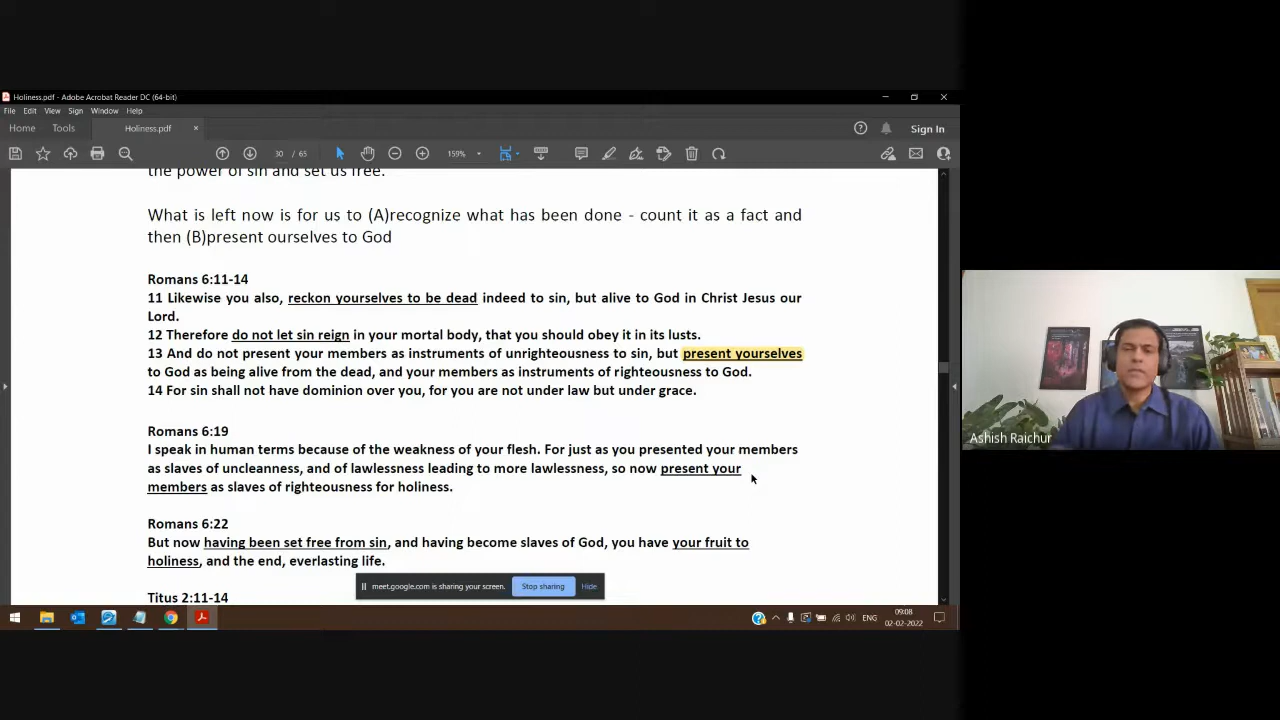 Holiness.pdf - Adobe Acrobat Reader DC (64-bit)
File Edit View Sign Window Help
Home Tools Holiness.pdf × Sign In
30 / 65 159%
the power of sin and set us free.
What is left now is for us to (A)recognize what has been done - count it as a fact and
then (B)present ourselves to God
Romans 6:11-14
11 Likewise you also, reckon yourselves to be dead indeed to sin, but alive to God in Christ Jesus our
Lord.
12 Therefore do not let sin reign in your mortal body, that you should obey it in its lusts.
13 And do not present your members as instruments of unrighteousness to sin, but present yourselves
to God as being alive from the dead, and your members as instruments of righteousness to God.
14 For sin shall not have dominion over you, for you are not under law but under grace.
Romans 6:19
I speak in human terms because of the weakness of your flesh. For just as you presented your members
as slaves of uncleanness, and of lawlessness leading to more lawlessness, so now present your
members as slaves of righteousness for holiness.
Romans 6:22
But now having been set free from sin, and having become slaves of God, you have your fruit to
holiness, and the end, everlasting life.
Titus 2:11-14
meet.google.com is sharing your screen. Stop sharing Hide
Ashish Raichur
ENG
09:08
02-02-2022